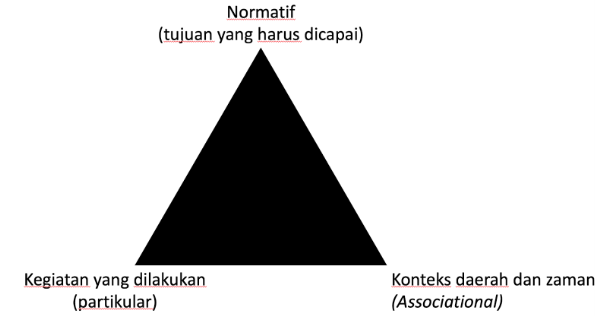 Normatif
(tujuan yang harus dicapai)
Kegiatan yang dilakukan
(partikular)
Konteks daerah dan zaman
(Associational)